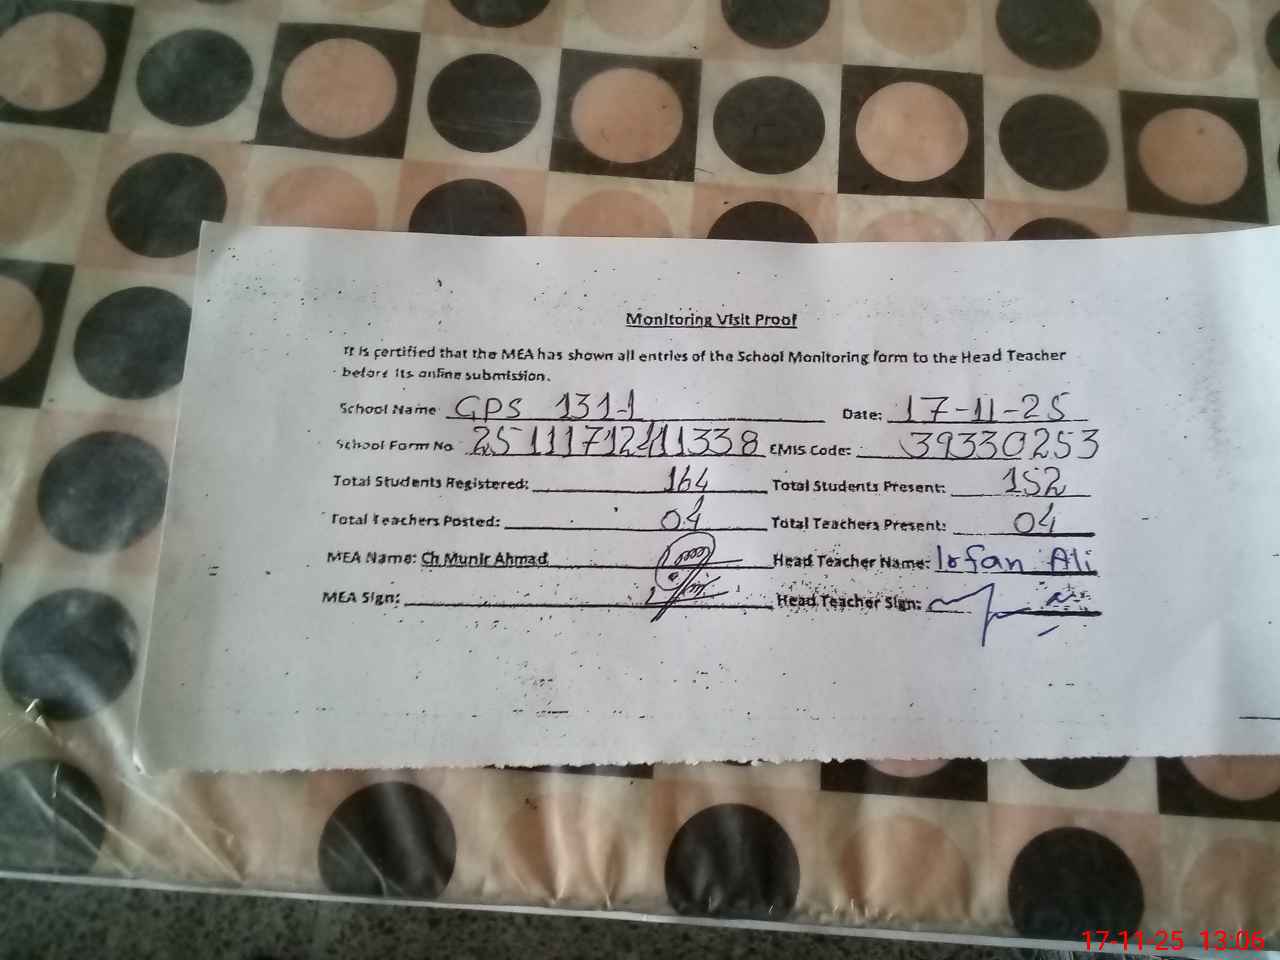 Monitoring Visit Proof
It is certified that the MEA has shown all entries of the School Monitoring form to the Head Teacher
before its online submission.
School Name GPS 131-1 Date: 17-11-25
School Form No EMIS Code: 39330253
Total Students Registered: 164 Total Students Present: 152
Total Teachers Posted: 04 Total Teachers Present: 04
MEA Name: Ch Munir Ahmad Head Teacher Name: Irfan Ali
MEA Sign: Head Teacher Sign:
17-11-25 13:06